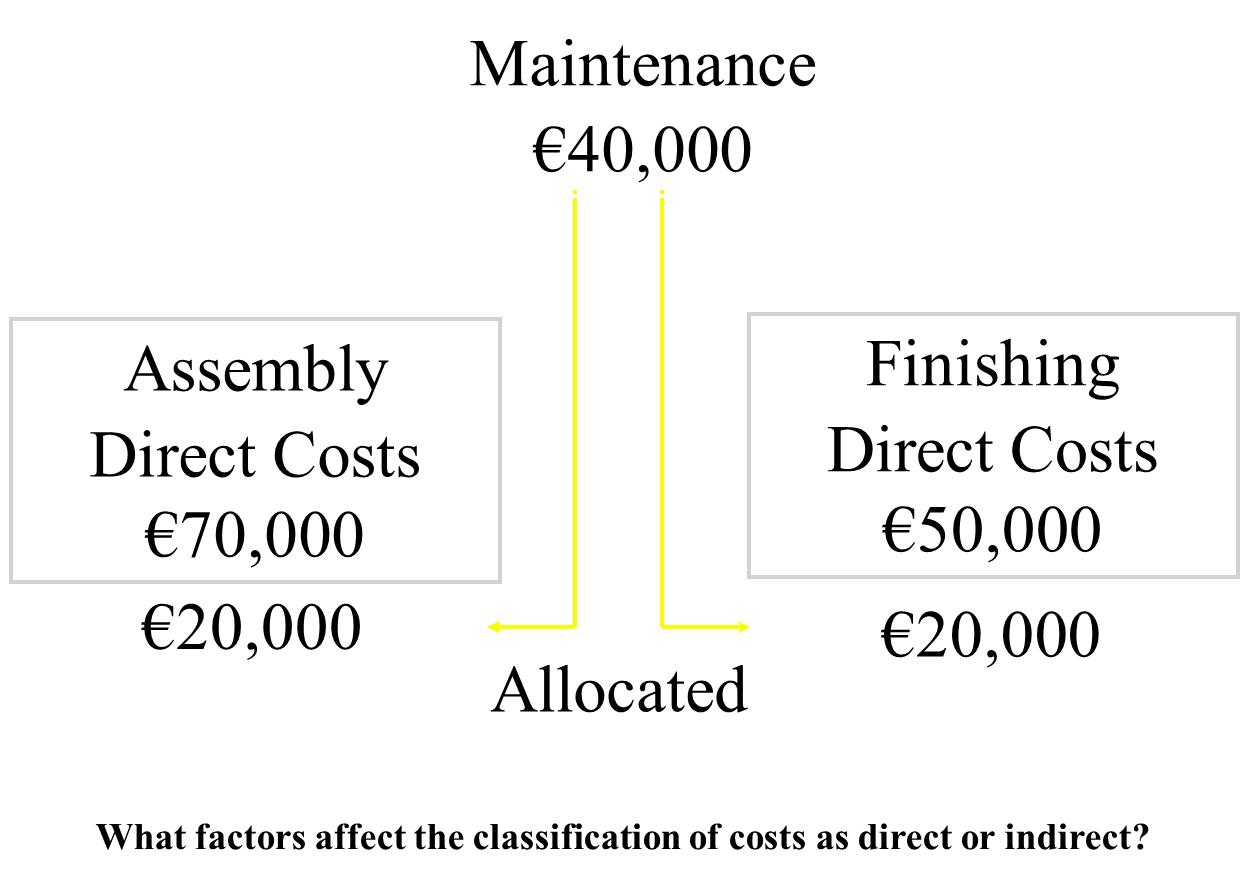 Maintenance
€40,000
Assembly
Direct Costs
€70,000
€20,000
Finishing
Direct Costs
€50,000
€20,000
Allocated
What factors affect the classification of costs as direct or indirect?